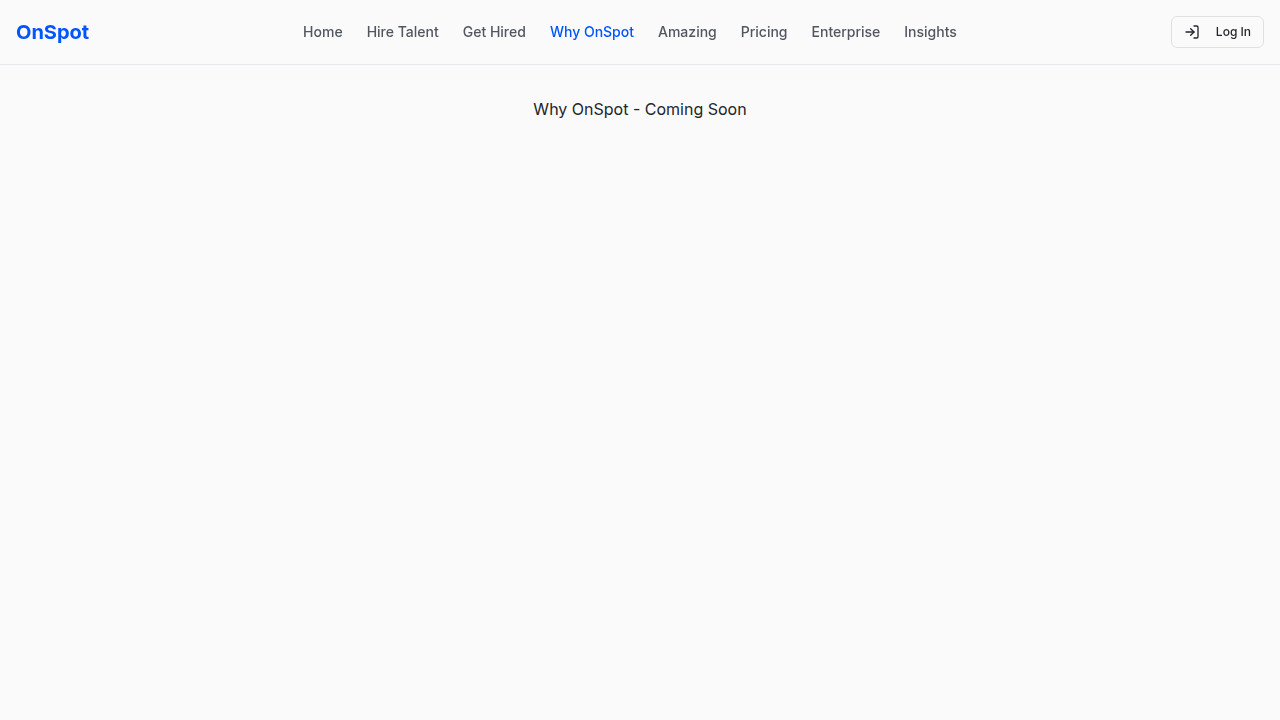 OnSpot
Home Hire Talent Get Hired Why OnSpot Amazing Pricing Enterprise Insights
Log In
Why OnSpot - Coming Soon